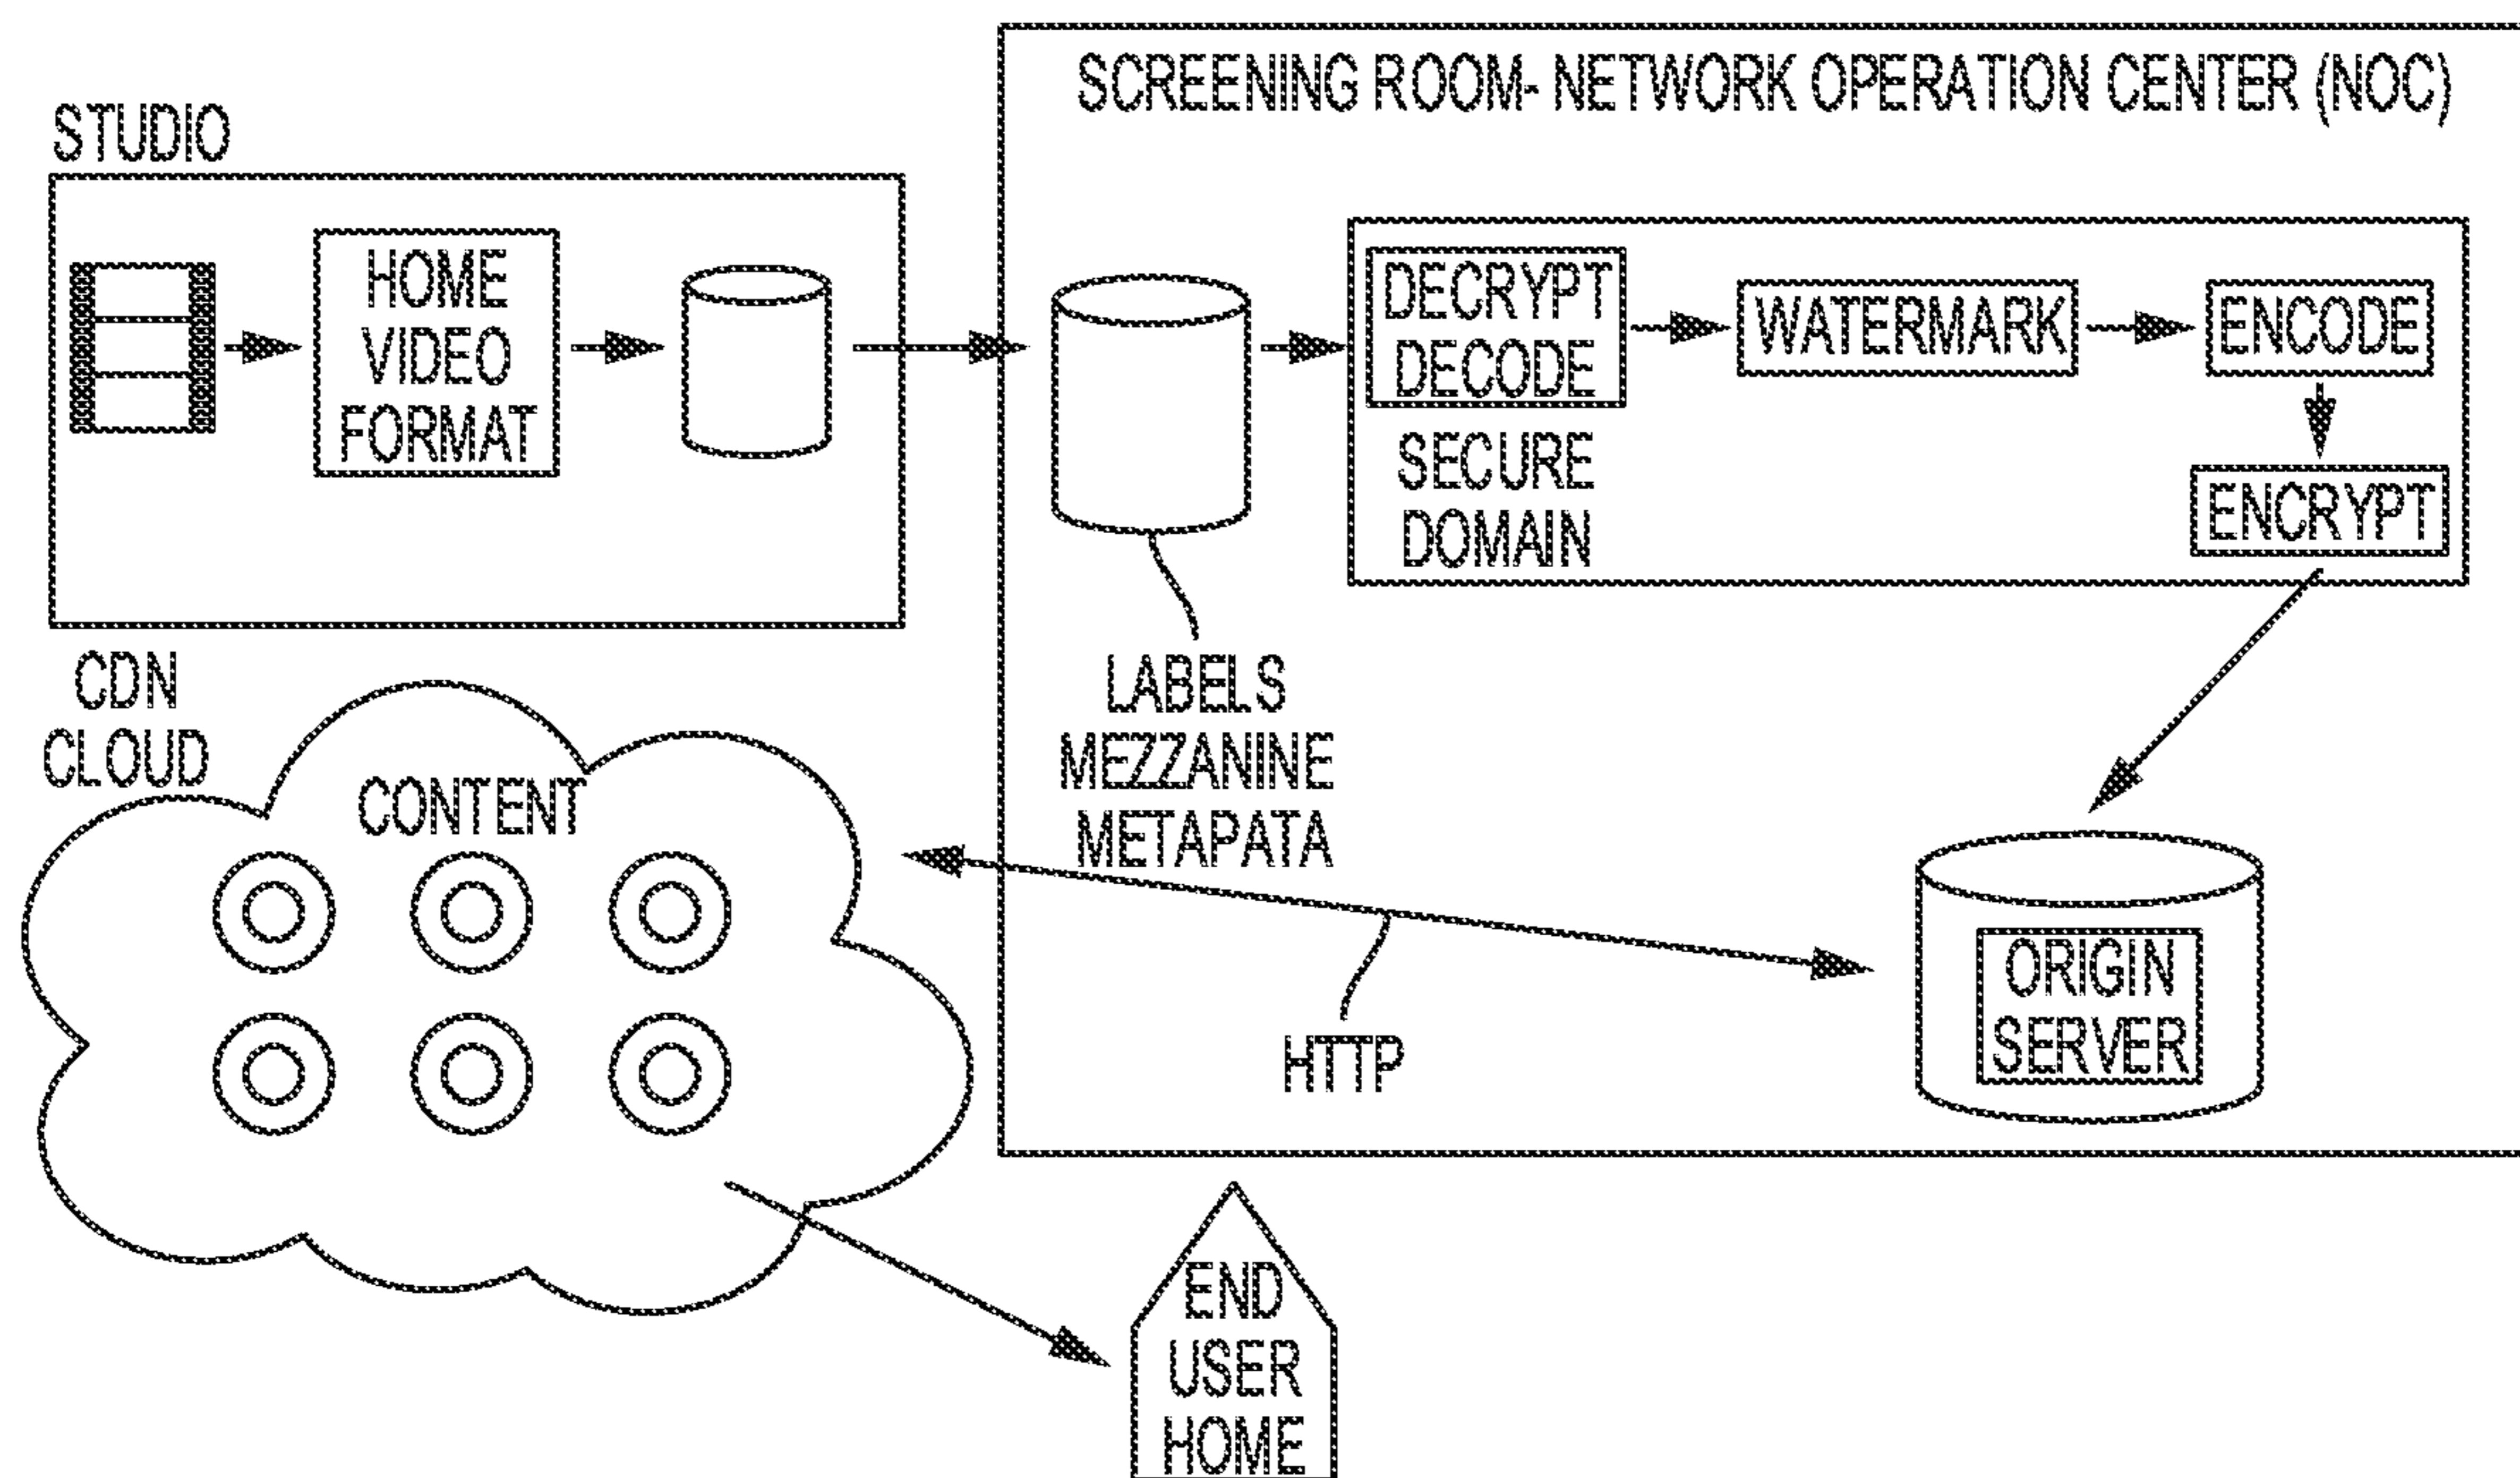 SCREENING ROOM- NETWORK OPERATION CENTER (NOC)
STUDIO
HOME
VIDEO
FORMAT
DECRYPT
DECODE
WATERMARK
ENCODE
SECURE
DOMAIN
ENCRYPT
LABELS
MEZZANINE
METAPATA
CDN
CLOUD
CONTENT
HTTP
ORIGIN
SERVER
END
USER
HOME